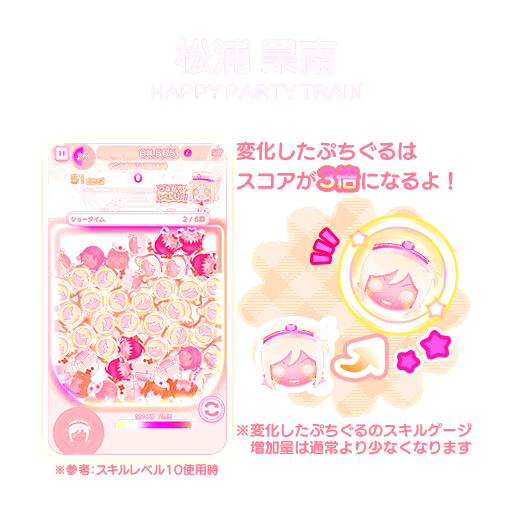 松浦 果南
HAPPY PARTY TRAIN
変化したぷちぐるは
スコアが3倍になるよ！
51
0
ショータイム
2 / 6回
※変化したぷちぐるのスキルゲージ
増加量は通常より少なくなります
※参考：スキルレベル10使用時